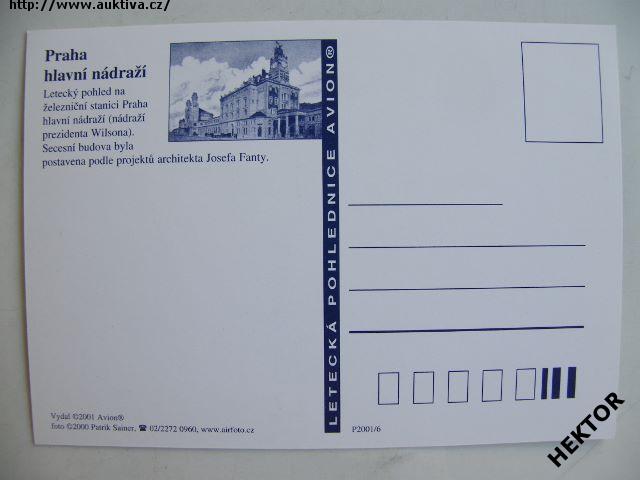 http://www.auktiva.cz/
Praha
hlavní nádraží
Letecký pohled na
železniční stanici Praha
hlavní nádraží (nádraží
prezidenta Wilsona).
Secesní budova byla
postavena podle projektů architekta Josefa Fanty.
LETECKÁ POHLEDNICE AVION®
Vydal ©2001 Avion®
foto ©2000 Patrik Sainer, ☎ 02/2272 0960, www.airfoto.cz
P2001/6
HEKTOR